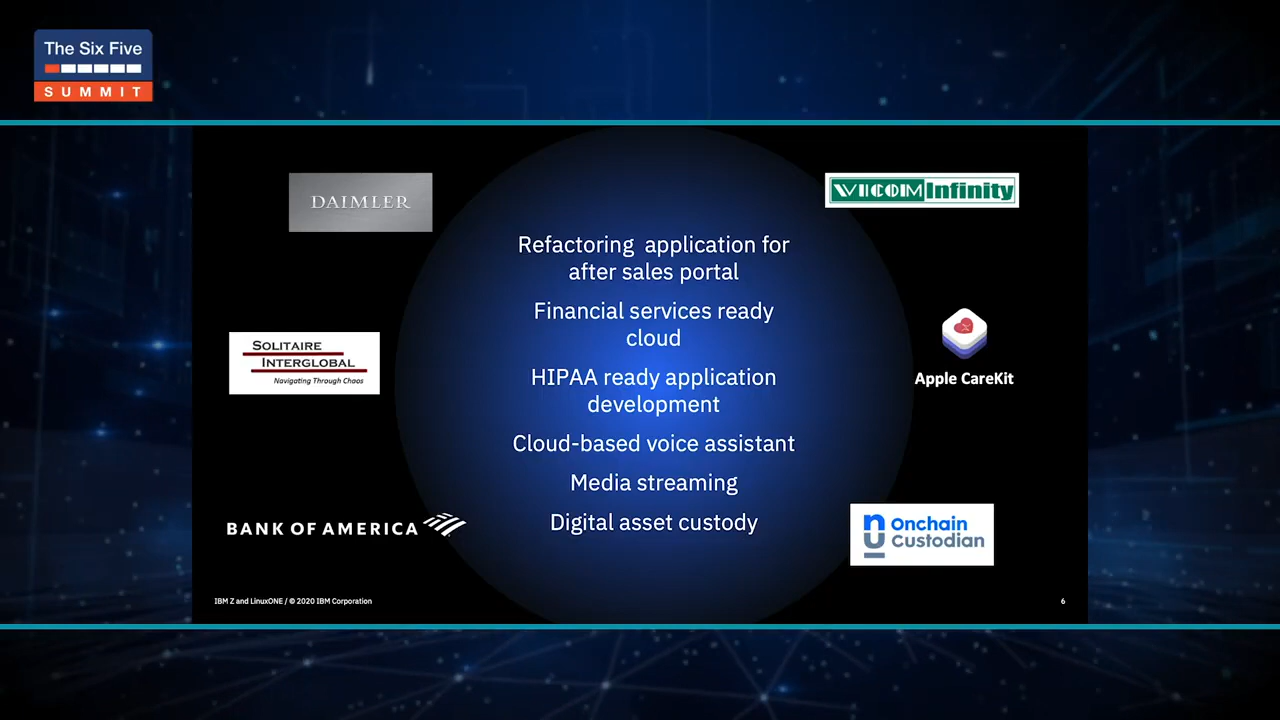 The Six Five
SUMMIT
DAIMLER
VICOM Infinity
Refactoring application for
after sales portal
Financial services ready
cloud
SOLITAIRE
INTERGLOBAL
Navigating Through Chaos
HIPAA ready application
development
Apple CareKit
Cloud-based voice assistant
Media streaming
Digital asset custody
BANK OF AMERICA
nu Onchain
Custodian
IBM Z and LinuxONE / © 2020 IBM Corporation
6